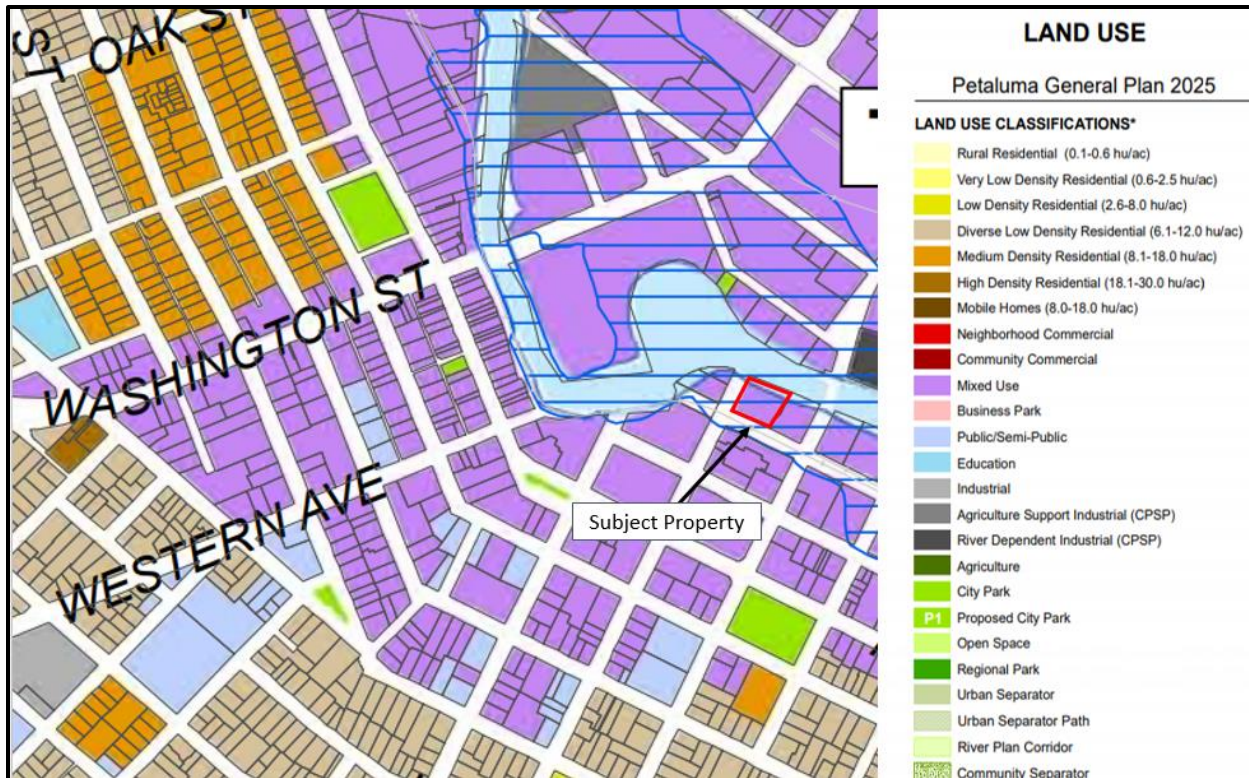 OAK ST
ST
WASHINGTON ST
WESTERN AVE
Subject Property
LAND USE
Petaluma General Plan 2025
LAND USE CLASSIFICATIONS*
Rural Residential (0.1-0.6 hu/ac)
Very Low Density Residential (0.6-2.5 hu/ac)
Low Density Residential (2.6-8.0 hu/ac)
Diverse Low Density Residential (6.1-12.0 hu/ac)
Medium Density Residential (8.1-18.0 hu/ac)
High Density Residential (18.1-30.0 hu/ac)
Mobile Homes (8.0-18.0 hu/ac)
Neighborhood Commercial
Community Commercial
Mixed Use
Business Park
Public/Semi-Public
Education
Industrial
Agriculture Support Industrial (CPSP)
River Dependent Industrial (CPSP)
Agriculture
City Park
P1 Proposed City Park
Open Space
Regional Park
Urban Separator
Urban Separator Path
River Plan Corridor
Community Separator